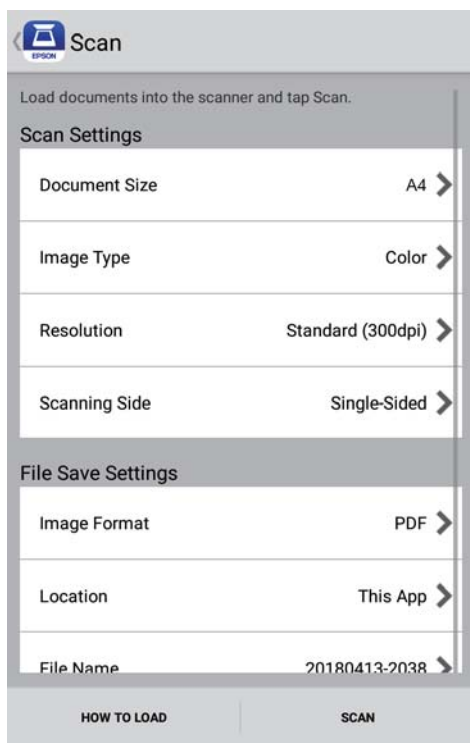 EPSON
Scan
Load documents into the scanner and tap Scan.
Scan Settings
Document Size A4
Image Type Color
Resolution Standard (300dpi)
Scanning Side Single-Sided
File Save Settings
Image Format PDF
Location This App
File Name 20180413-2038
HOW TO LOAD SCAN